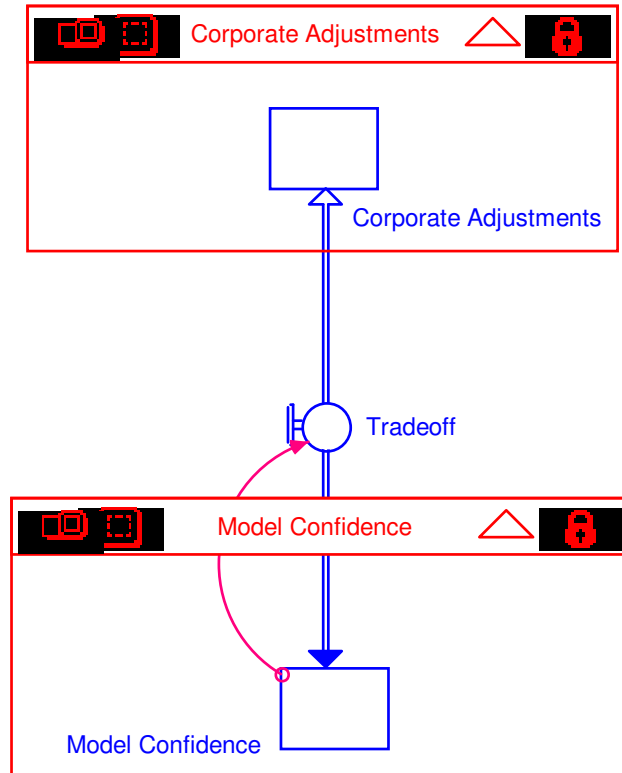 Corporate Adjustments
Corporate Adjustments
Tradeoff
Model Confidence
Model Confidence